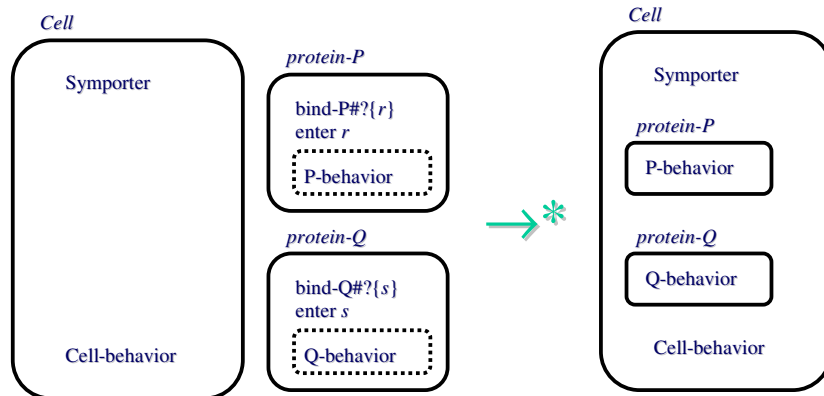 Cell
Symporter
Cell-behavior
protein-P
bind-P#?{r}
enter r
P-behavior
protein-Q
bind-Q#?{s}
enter s
Q-behavior
→*
Cell
Symporter
protein-P
P-behavior
protein-Q
Q-behavior
Cell-behavior